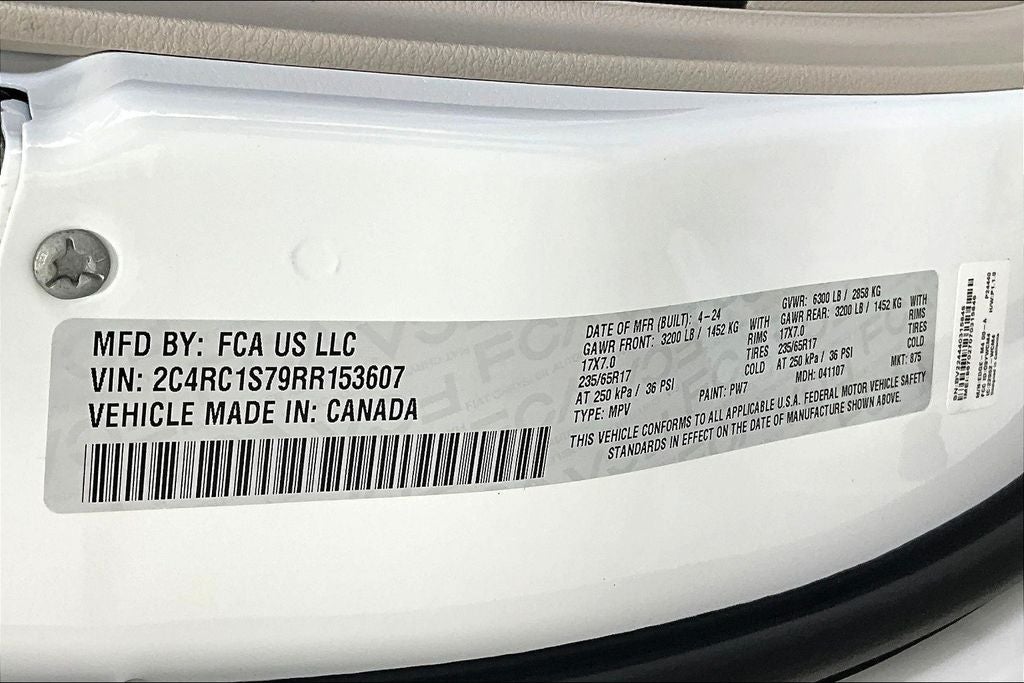 MFD BY: FCA US LLC
VIN: 2C4RC1S79RR153607
VEHICLE MADE IN: CANADA
DATE OF MFR (BUILT): 4-24
GAWR FRONT: 3200 LB / 1452 KG WITH
17X7.0 RIMS
235/65R17 TIRES
AT 250 kPa / 36 PSI COLD
TYPE: MPV PAINT: PW7
GVWR: 6300 LB / 2858 KG
GAWR REAR: 3200 LB / 1452 KG WITH
17X7.0 RIMS
235/65R17 TIRES
AT 250 kPa / 36 PSI COLD
MDH: 041107 MKT: 875
THIS VEHICLE CONFORMS TO ALL APPLICABLE U.S.A. FEDERAL MOTOR VEHICLE SAFETY
STANDARDS IN EFFECT ON THE DATE OF MANUFACTURE SHOWN ABOVE.